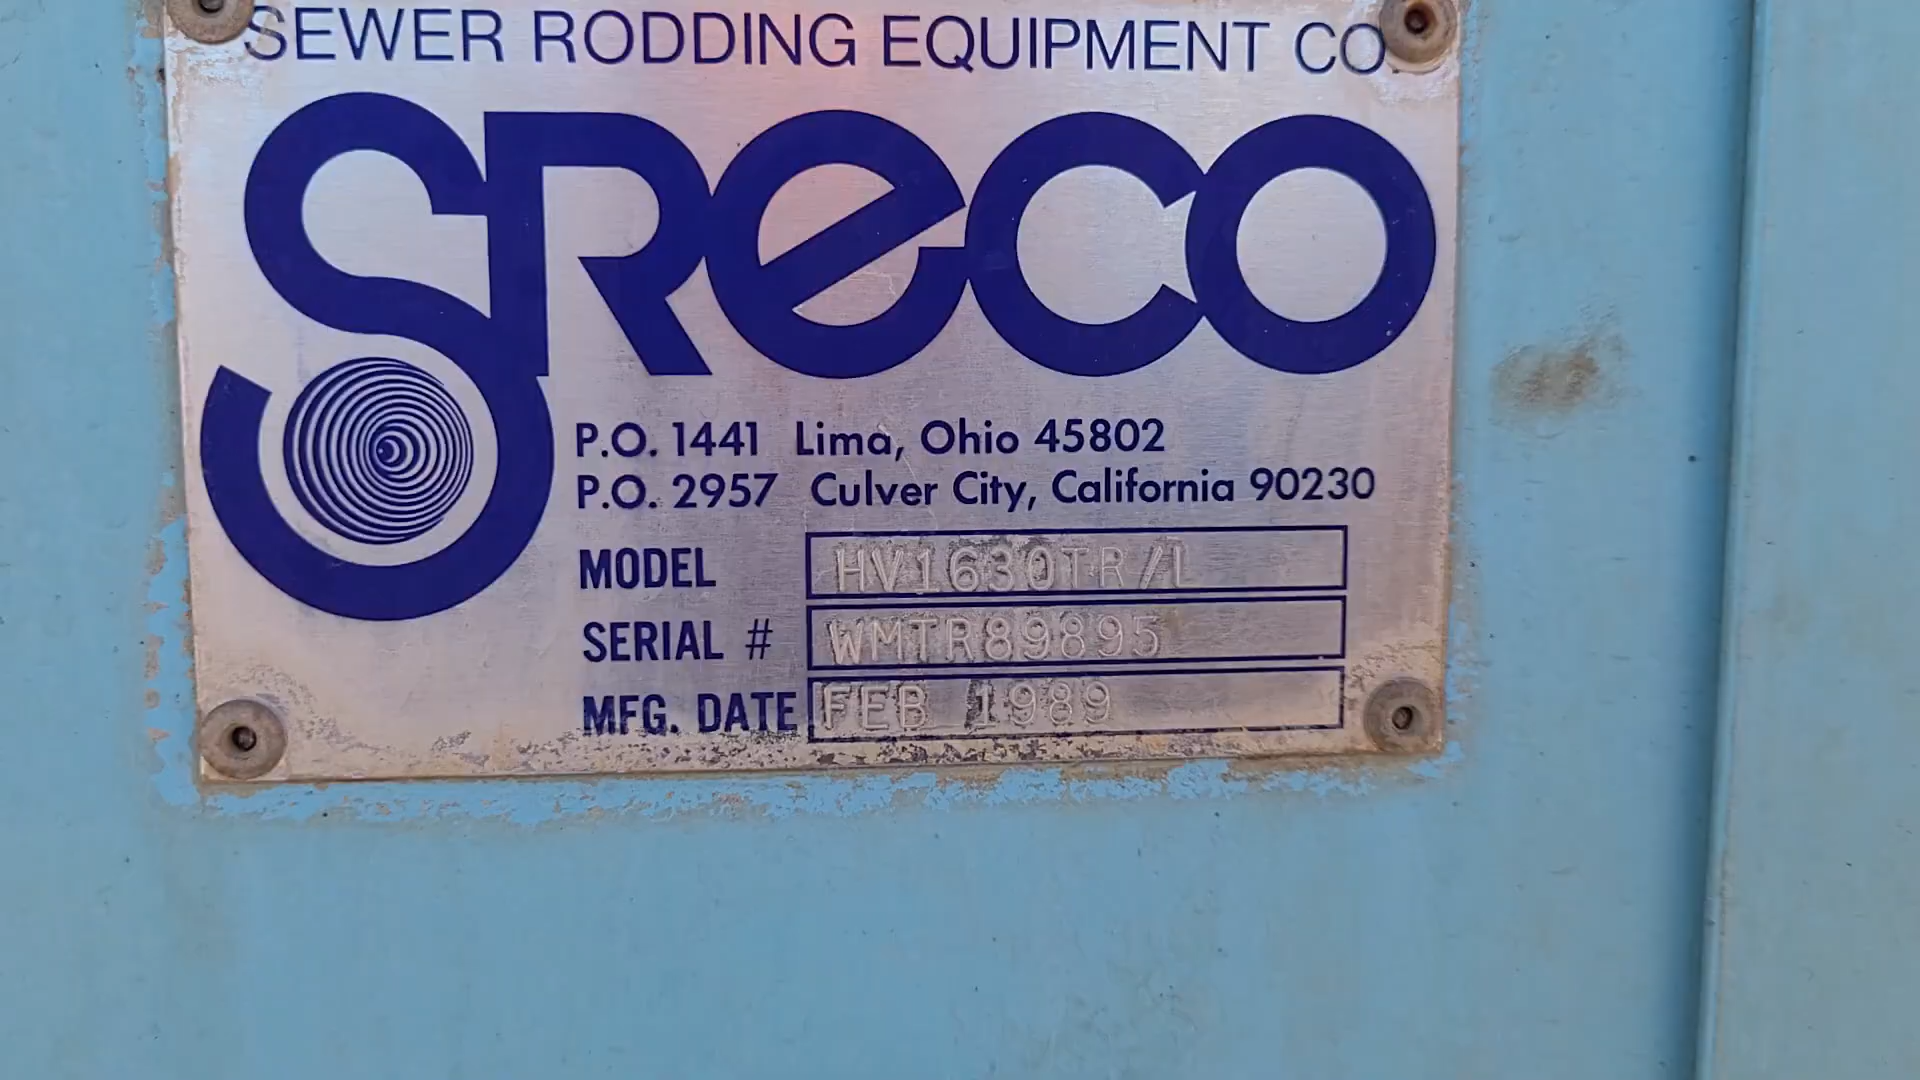 SEWER RODDING EQUIPMENT CO.
SRECO
P.O. 1441 Lima, Ohio 45802
P.O. 2957 Culver City, California 90230
MODEL HV1630TR/L
SERIAL # WMTR89895
MFG. DATE FEB 1989